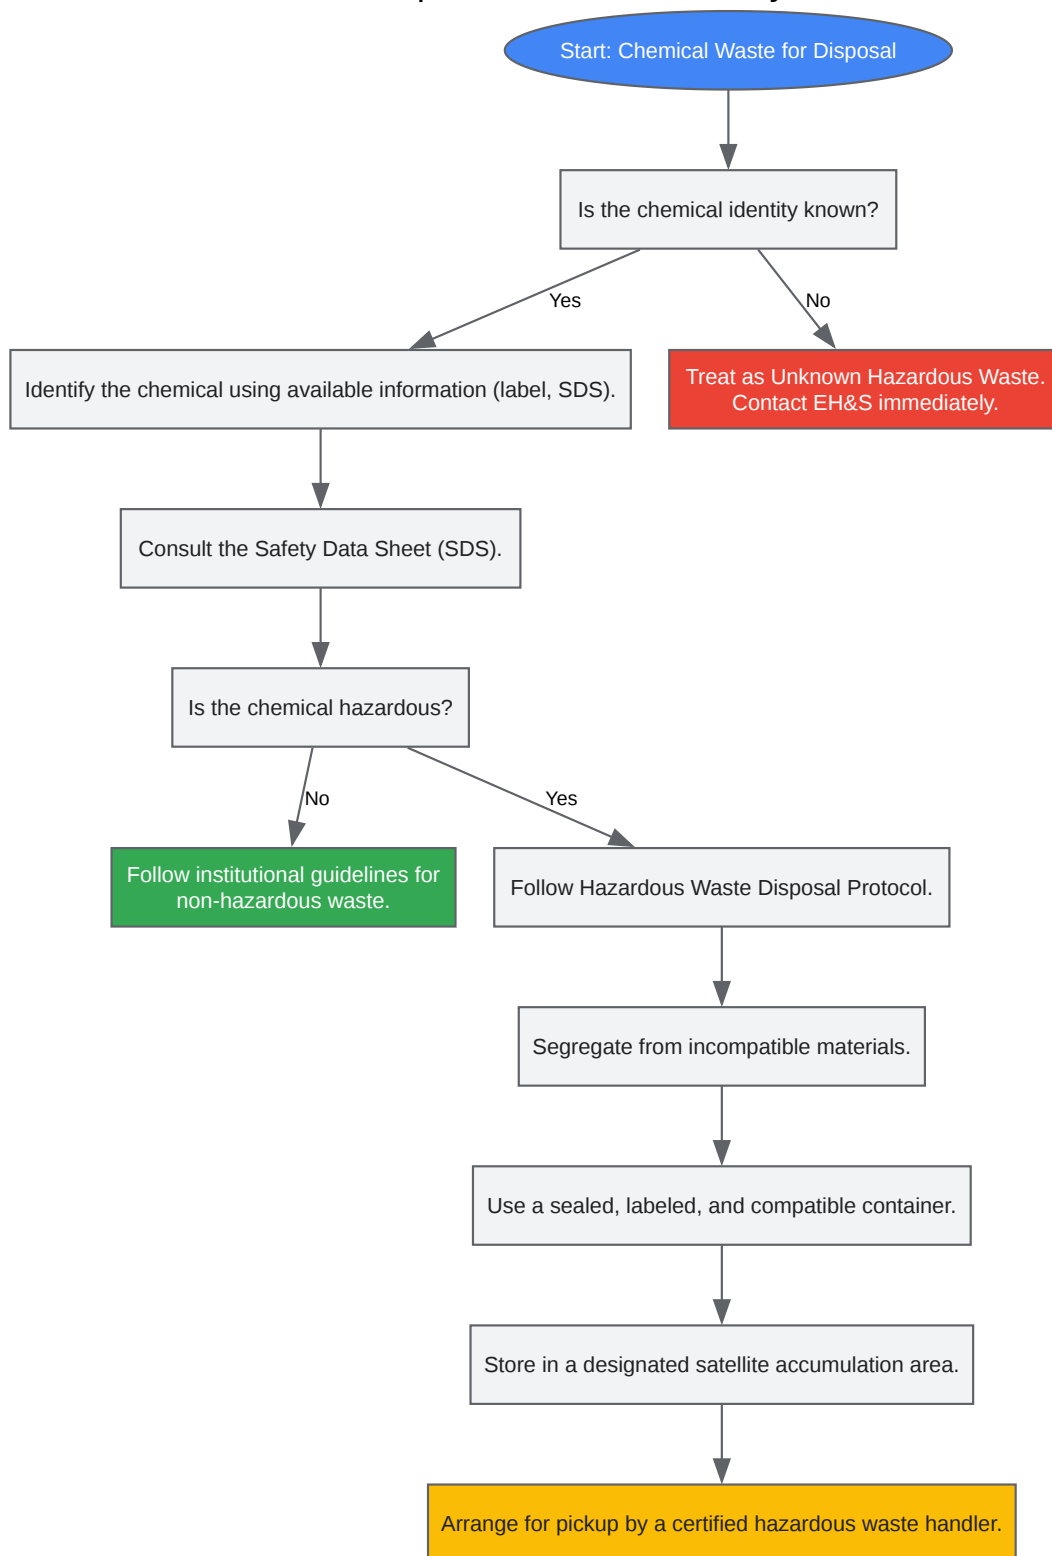 Start: Chemical Waste for Disposal
Is the chemical identity known?
Yes
No
Identify the chemical using available information (label, SDS).
Treat as Unknown Hazardous Waste.
Contact EH&S immediately.
Consult the Safety Data Sheet (SDS).
Is the chemical hazardous?
No
Yes
Follow institutional guidelines for
non-hazardous waste.
Follow Hazardous Waste Disposal Protocol.
Segregate from incompatible materials.
Use a sealed, labeled, and compatible container.
Store in a designated satellite accumulation area.
Arrange for pickup by a certified hazardous waste handler.